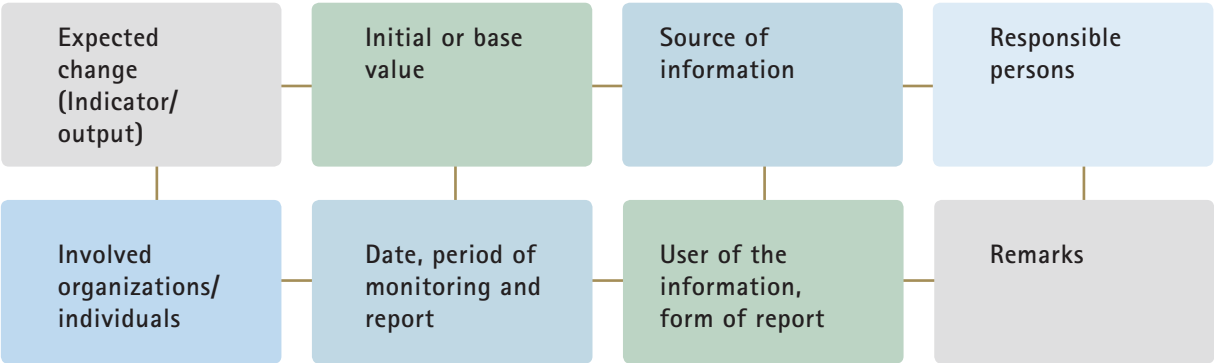 Expected
change
(Indicator/
output)
Initial or base
value
Source of
information
Responsible
persons
Involved
organizations/
individuals
Date, period of
monitoring and
report
User of the
information,
form of report
Remarks